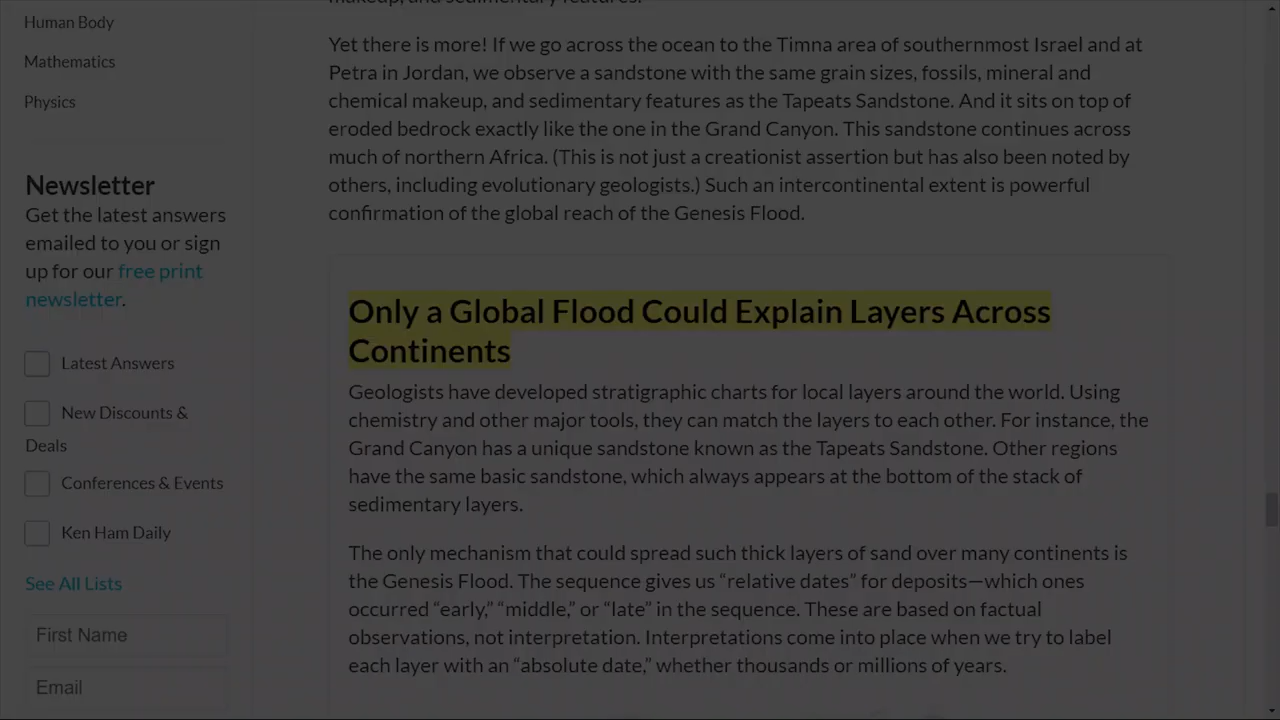 Human Body
Mathematics
Physics
Newsletter
Get the latest answers
emailed to you or sign
up for our free print
newsletter.
Latest Answers
New Discounts &
Deals
Conferences & Events
Ken Ham Daily
See All Lists
First Name
Email
makeup, and sedimentary features.
Yet there is more! If we go across the ocean to the Timna area of southernmost Israel and at
Petra in Jordan, we observe a sandstone with the same grain sizes, fossils, mineral and
chemical makeup, and sedimentary features as the Tapeats Sandstone. And it sits on top of
eroded bedrock exactly like the one in the Grand Canyon. This sandstone continues across
much of northern Africa. (This is not just a creationist assertion but has also been noted by
others, including evolutionary geologists.) Such an intercontinental extent is powerful
confirmation of the global reach of the Genesis Flood.
Only a Global Flood Could Explain Layers Across
Continents
Geologists have developed stratigraphic charts for local layers around the world. Using
chemistry and other major tools, they can match the layers to each other. For instance, the
Grand Canyon has a unique sandstone known as the Tapeats Sandstone. Other regions
have the same basic sandstone, which always appears at the bottom of the stack of
sedimentary layers.
The only mechanism that could spread such thick layers of sand over many continents is
the Genesis Flood. The sequence gives us “relative dates” for deposits—which ones
occurred “early,” “middle,” or “late” in the sequence. These are based on factual
observations, not interpretation. Interpretations come into place when we try to label
each layer with an “absolute date,” whether thousands or millions of years.